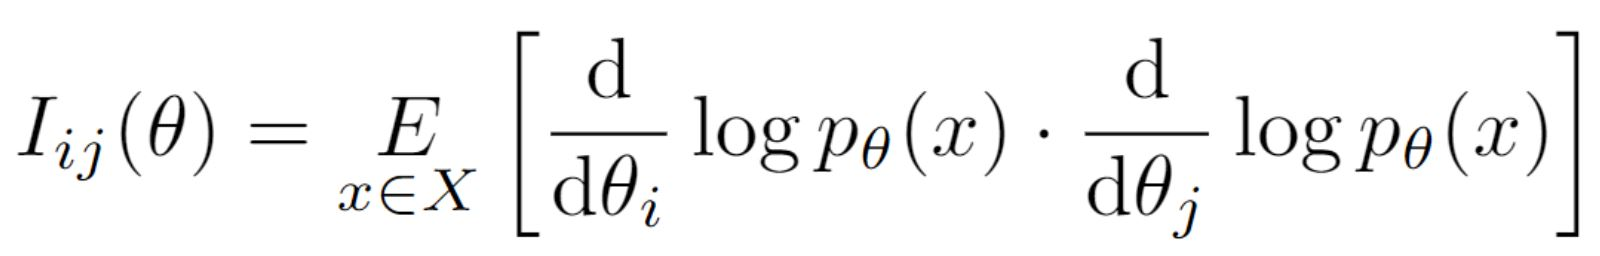 I_{ij}(θ) = E_{x∈X} [ d/dθ_i log p_θ(x) · d/dθ_j log p_θ(x) ]